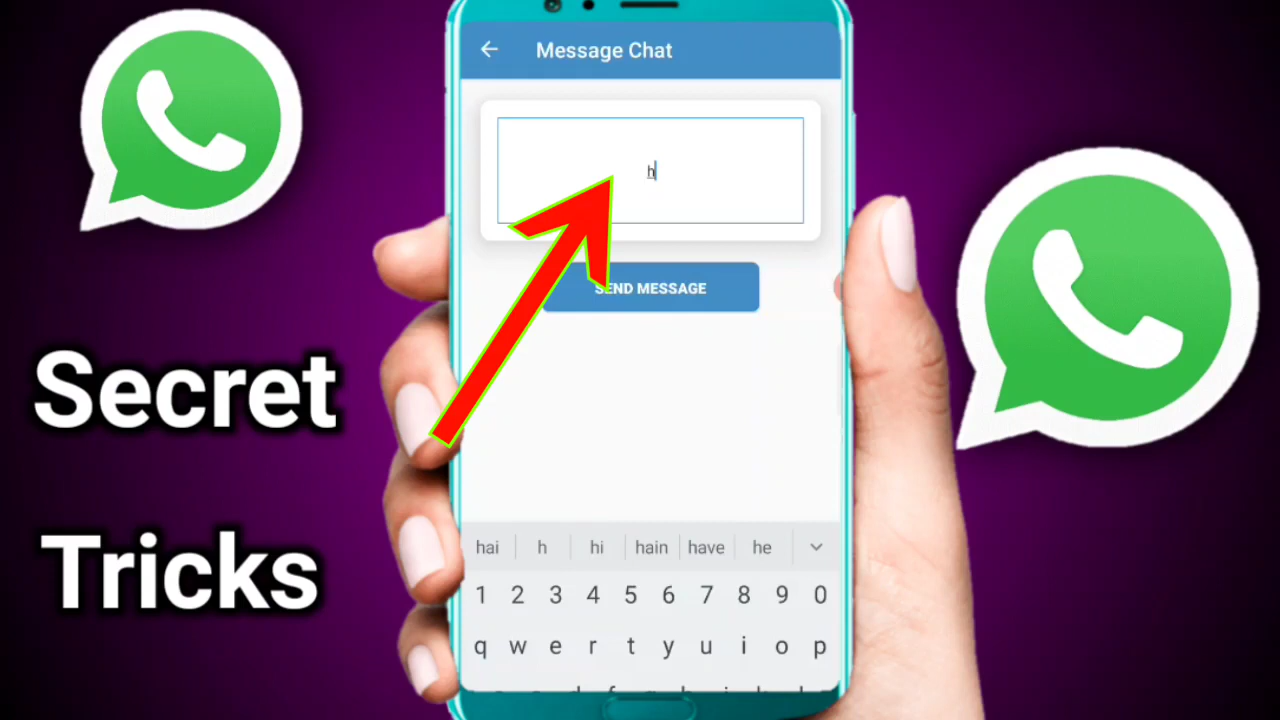 Message Chat
h
SEND MESSAGE
Secret
Tricks
hai h hi hain have he
1 2 3 4 5 6 7 8 9 0
q w e r t y u i o p